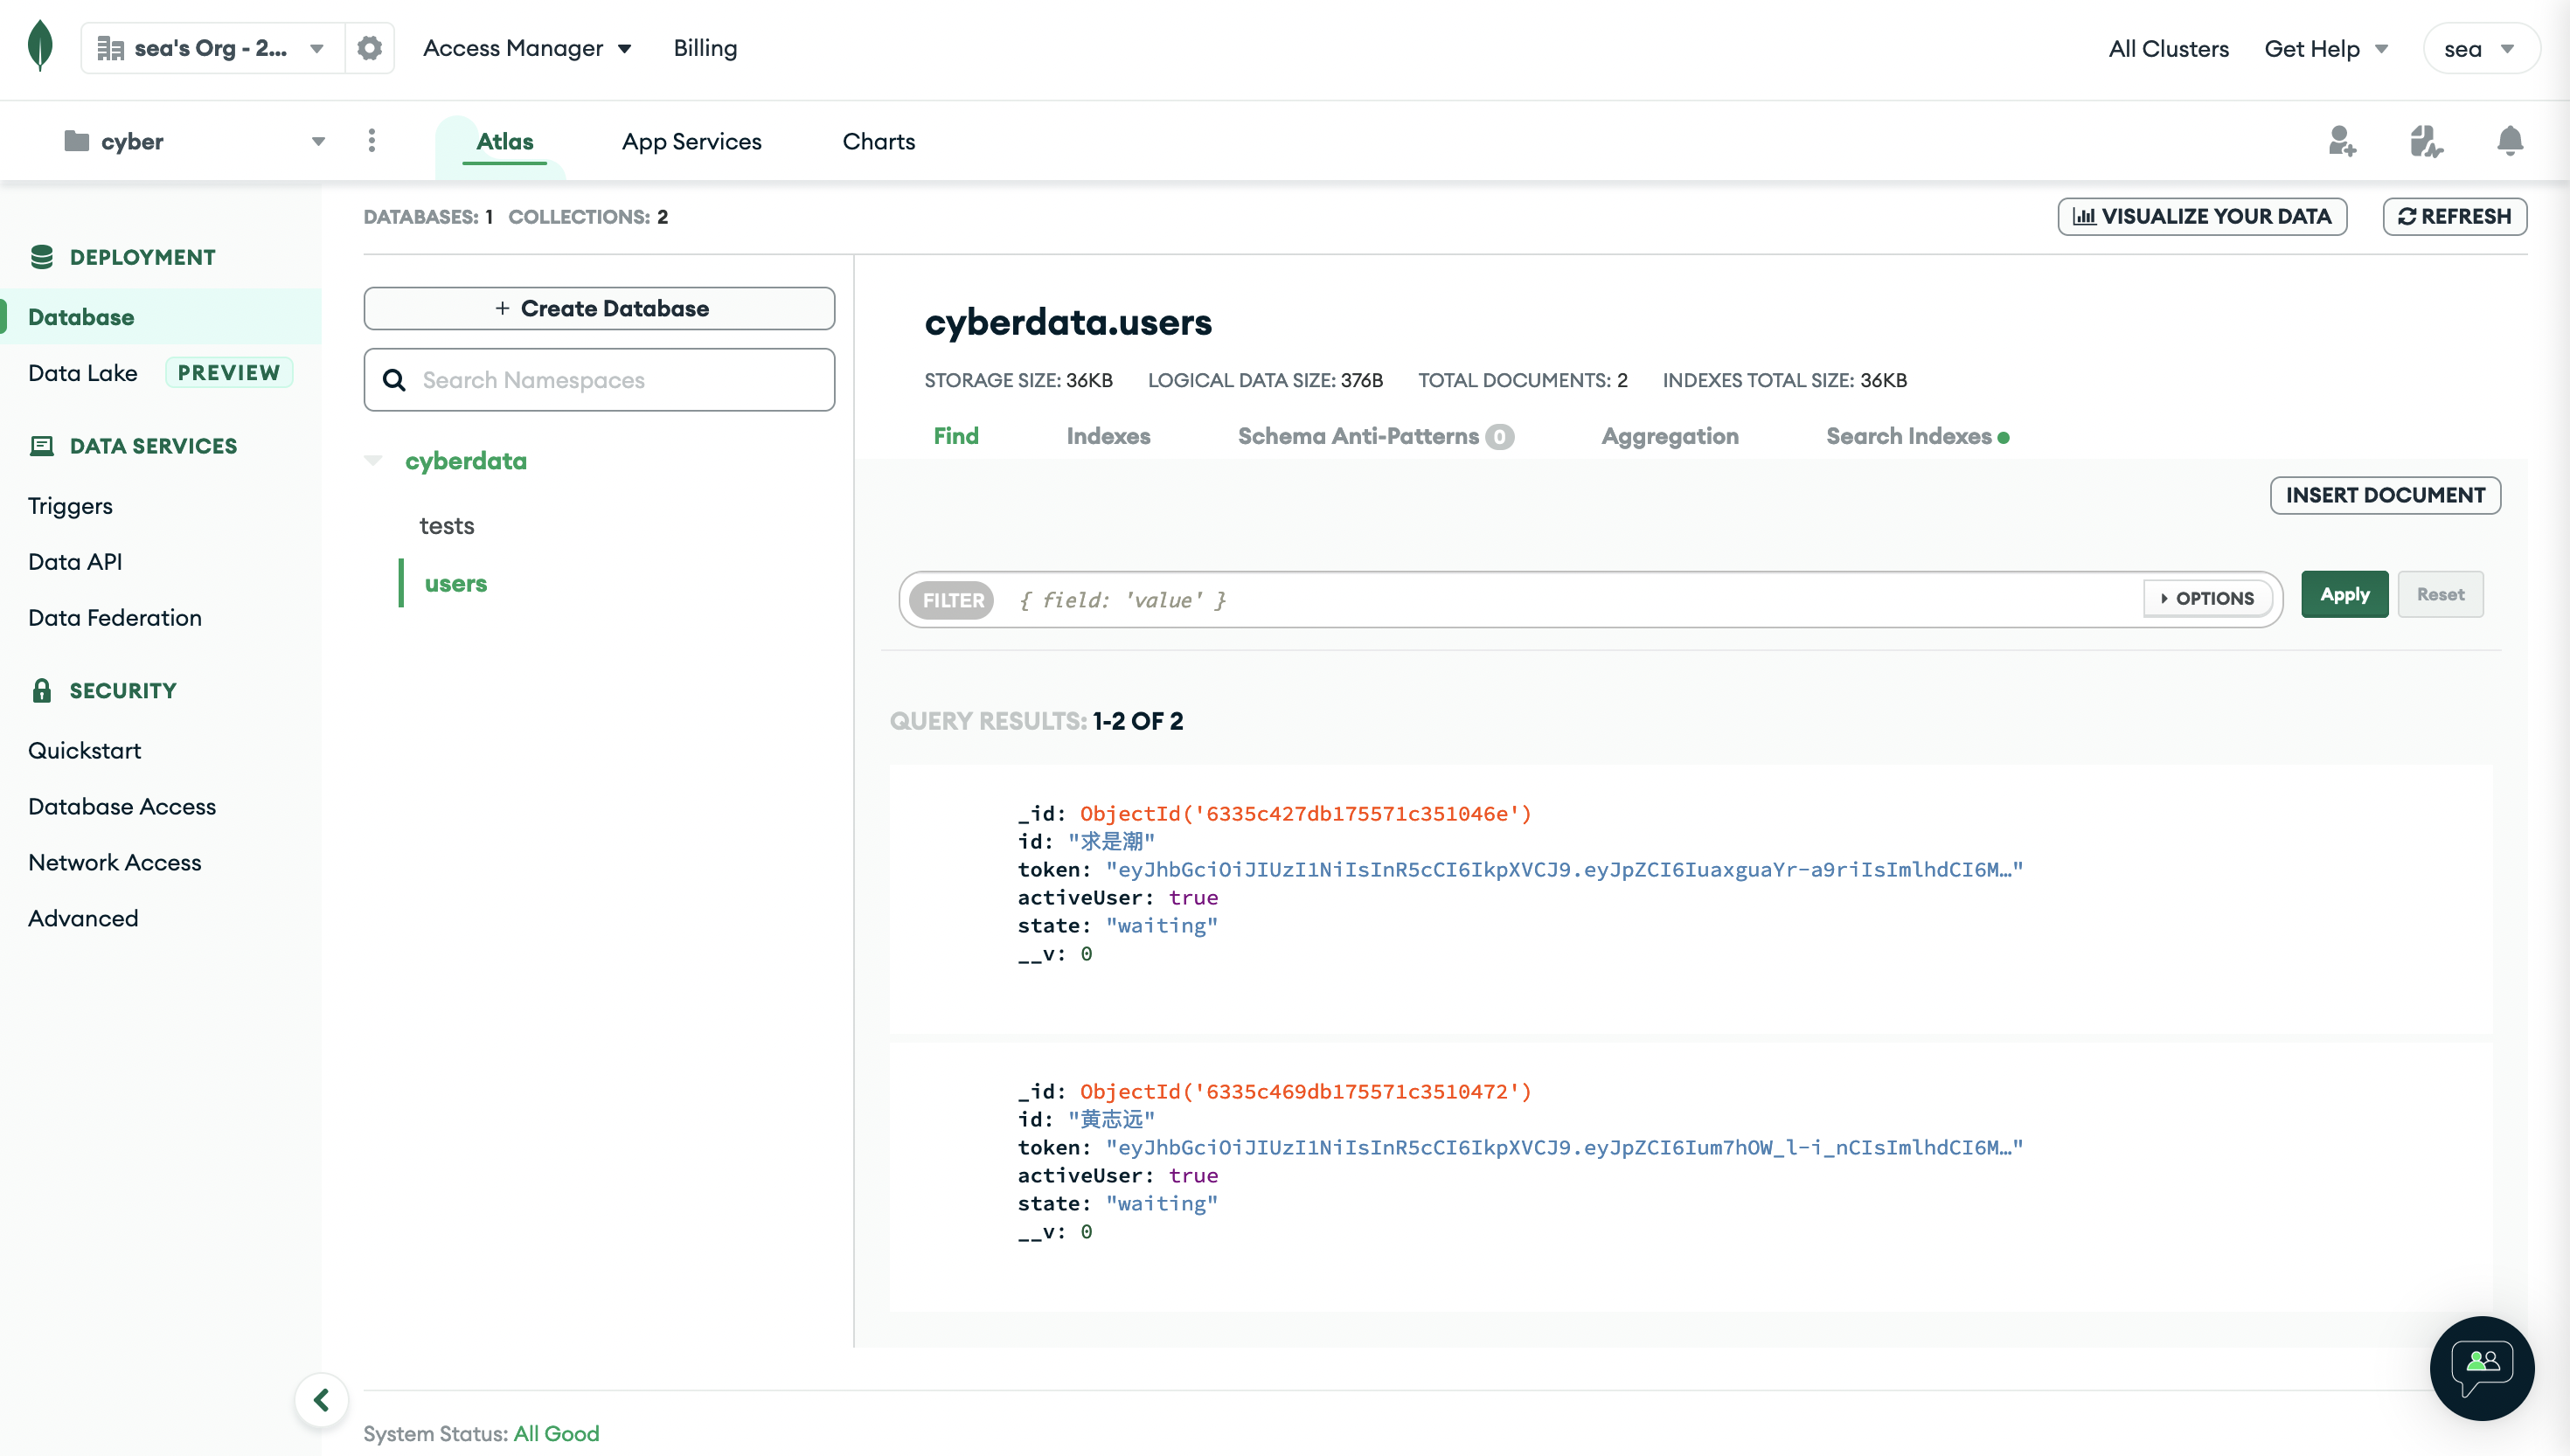 sea's Org - 2...
Access Manager
Billing
All Clusters
Get Help
sea
cyber
Atlas
App Services
Charts
DATABASES: 1 COLLECTIONS: 2
VISUALIZE YOUR DATA
REFRESH
DEPLOYMENT
Database
Data Lake
PREVIEW
DATA SERVICES
Triggers
Data API
Data Federation
SECURITY
Quickstart
Database Access
Network Access
Advanced
+ Create Database
Search Namespaces
cyberdata
tests
users
cyberdata.users
STORAGE SIZE: 36KB LOGICAL DATA SIZE: 376B TOTAL DOCUMENTS: 2 INDEXES TOTAL SIZE: 36KB
Find
Indexes
Schema Anti-Patterns 0
Aggregation
Search Indexes
INSERT DOCUMENT
FILTER { field: 'value' }
OPTIONS
Apply
Reset
QUERY RESULTS: 1-2 OF 2
_id: ObjectId('6335c427db175571c351046e')
id: "求是潮"
token: "eyJhbGciOiJIUzI1NiIsInR5cCI6IkpXVCJ9.eyJpZCI6IuaxguaYr-a9riIsImlhdCI6M…"
activeUser: true
state: "waiting"
__v: 0
_id: ObjectId('6335c469db175571c3510472')
id: "黄志远"
token: "eyJhbGciOiJIUzI1NiIsInR5cCI6IkpXVCJ9.eyJpZCI6Ium7hOW_l-i_nCIsImlhdCI6M…"
activeUser: true
state: "waiting"
__v: 0
System Status: All Good